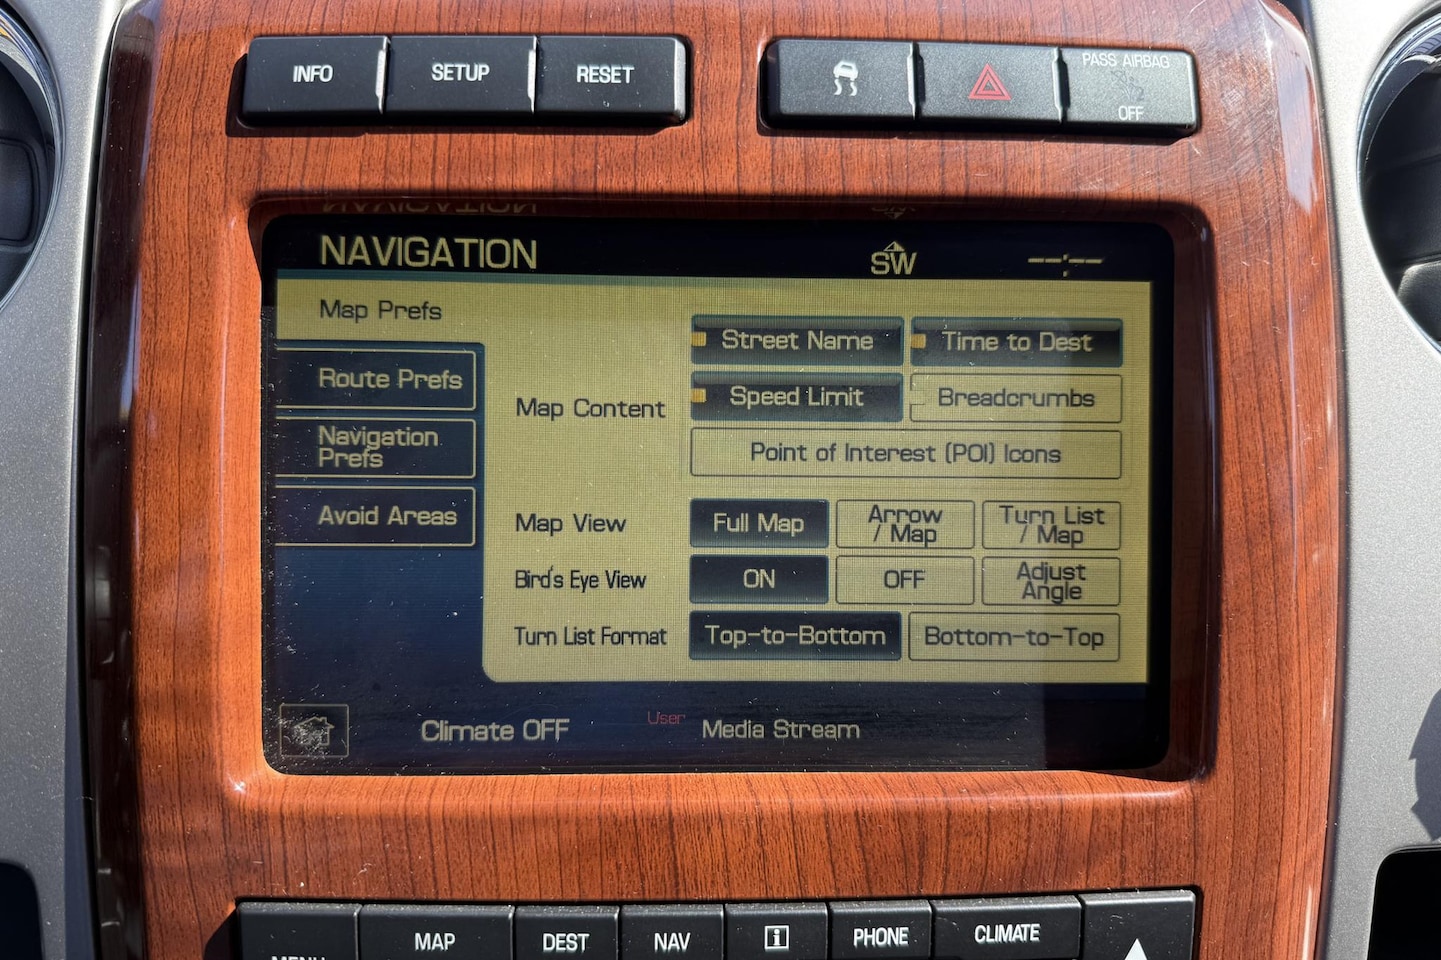 INFO SETUP RESET
PASS AIRBAG
OFF
NAVIGATION SW --:--
Map Prefs
Route Prefs
Navigation
Prefs
Avoid Areas
Map Content
Street Name Time to Dest
Speed Limit Breadcrumbs
Point of Interest (POI) Icons
Map View Full Map Arrow
/ Map Turn List
/ Map
Bird's Eye View ON OFF Adjust
Angle
Turn List Format Top-to-Bottom Bottom-to-Top
Climate OFF User Media Stream
MENU MAP DEST NAV i PHONE CLIMATE